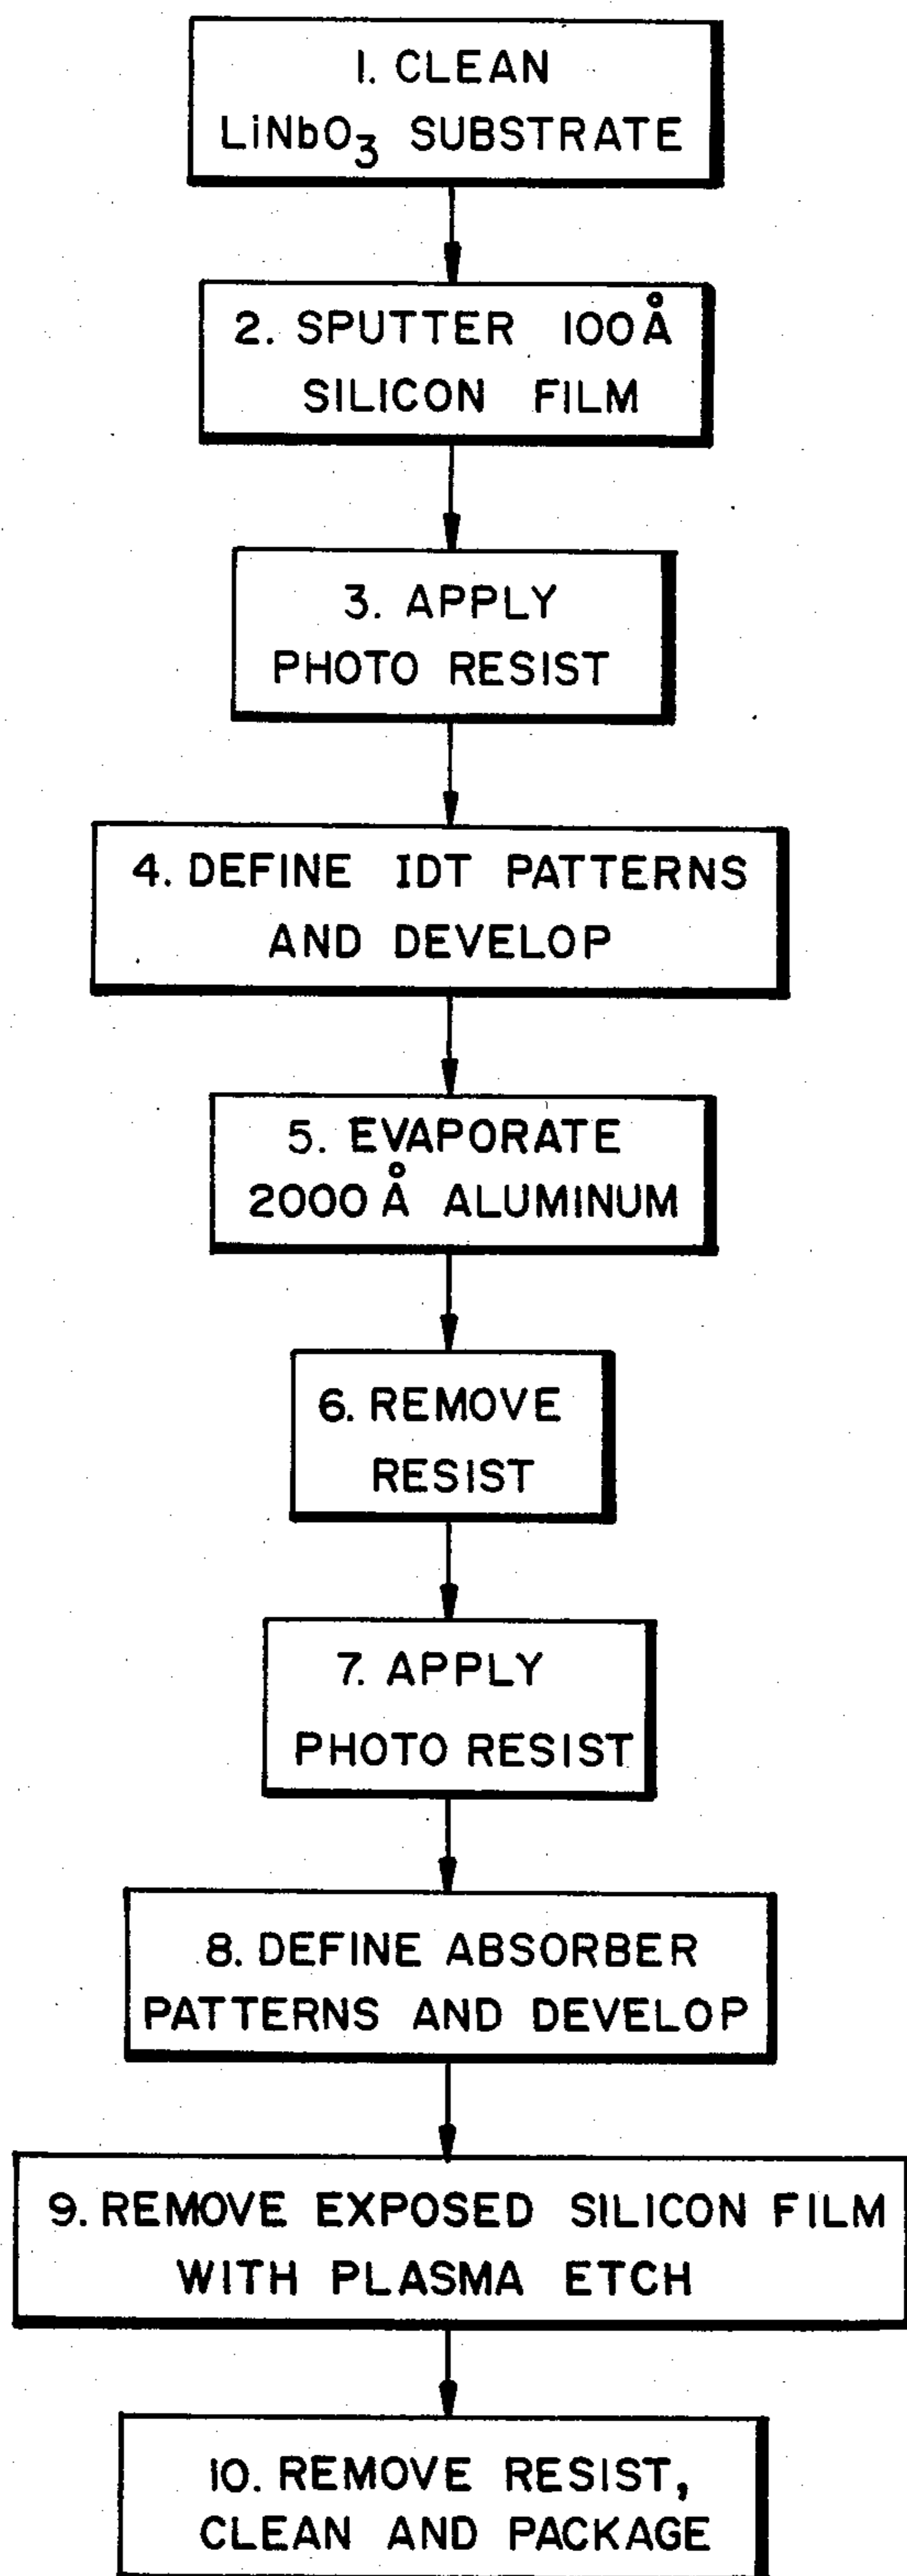 1. CLEAN
LiNbO3 SUBSTRATE
2. SPUTTER 100Å
SILICON FILM
3. APPLY
PHOTO RESIST
4. DEFINE IDT PATTERNS
AND DEVELOP
5. EVAPORATE
2000 Å ALUMINUM
6. REMOVE
RESIST
7. APPLY
PHOTO RESIST
8. DEFINE ABSORBER
PATTERNS AND DEVELOP
9. REMOVE EXPOSED SILICON FILM
WITH PLASMA ETCH
10. REMOVE RESIST,
CLEAN AND PACKAGE